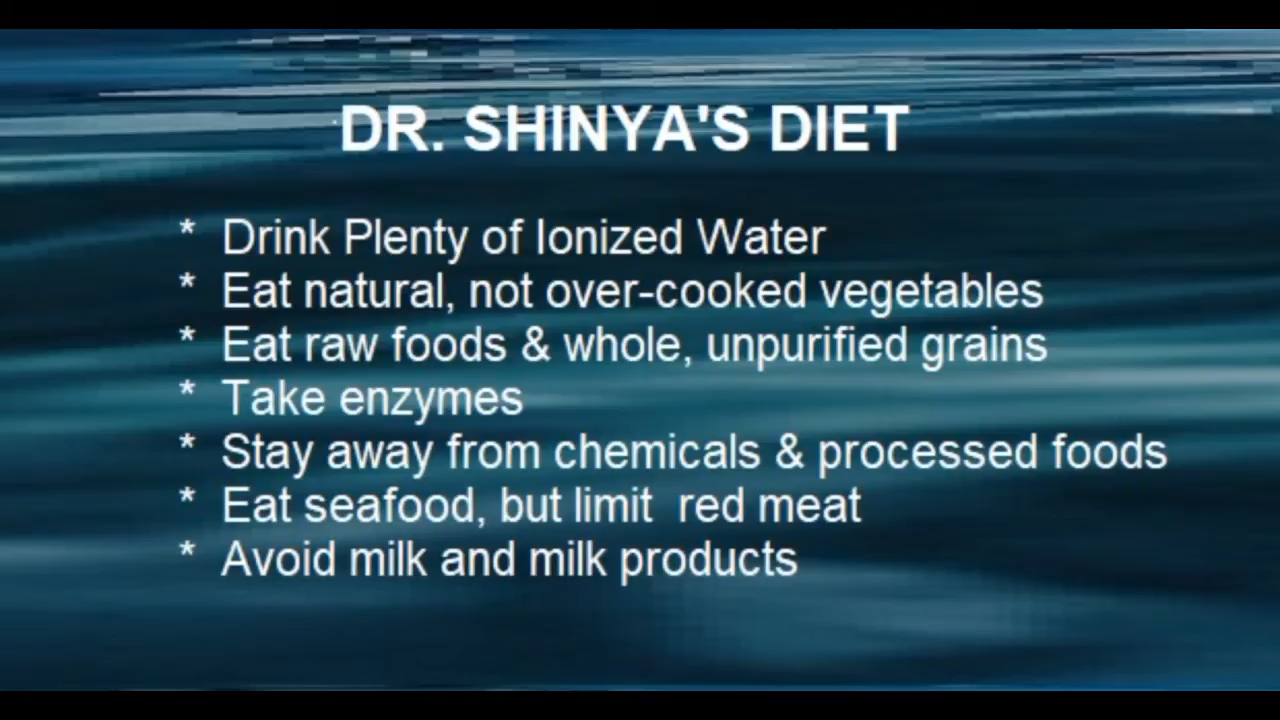 DR. SHINYA'S DIET
* Drink Plenty of Ionized Water
* Eat natural, not over-cooked vegetables
* Eat raw foods & whole, unpurified grains
* Take enzymes
* Stay away from chemicals & processed foods
* Eat seafood, but limit  red meat
* Avoid milk and milk products